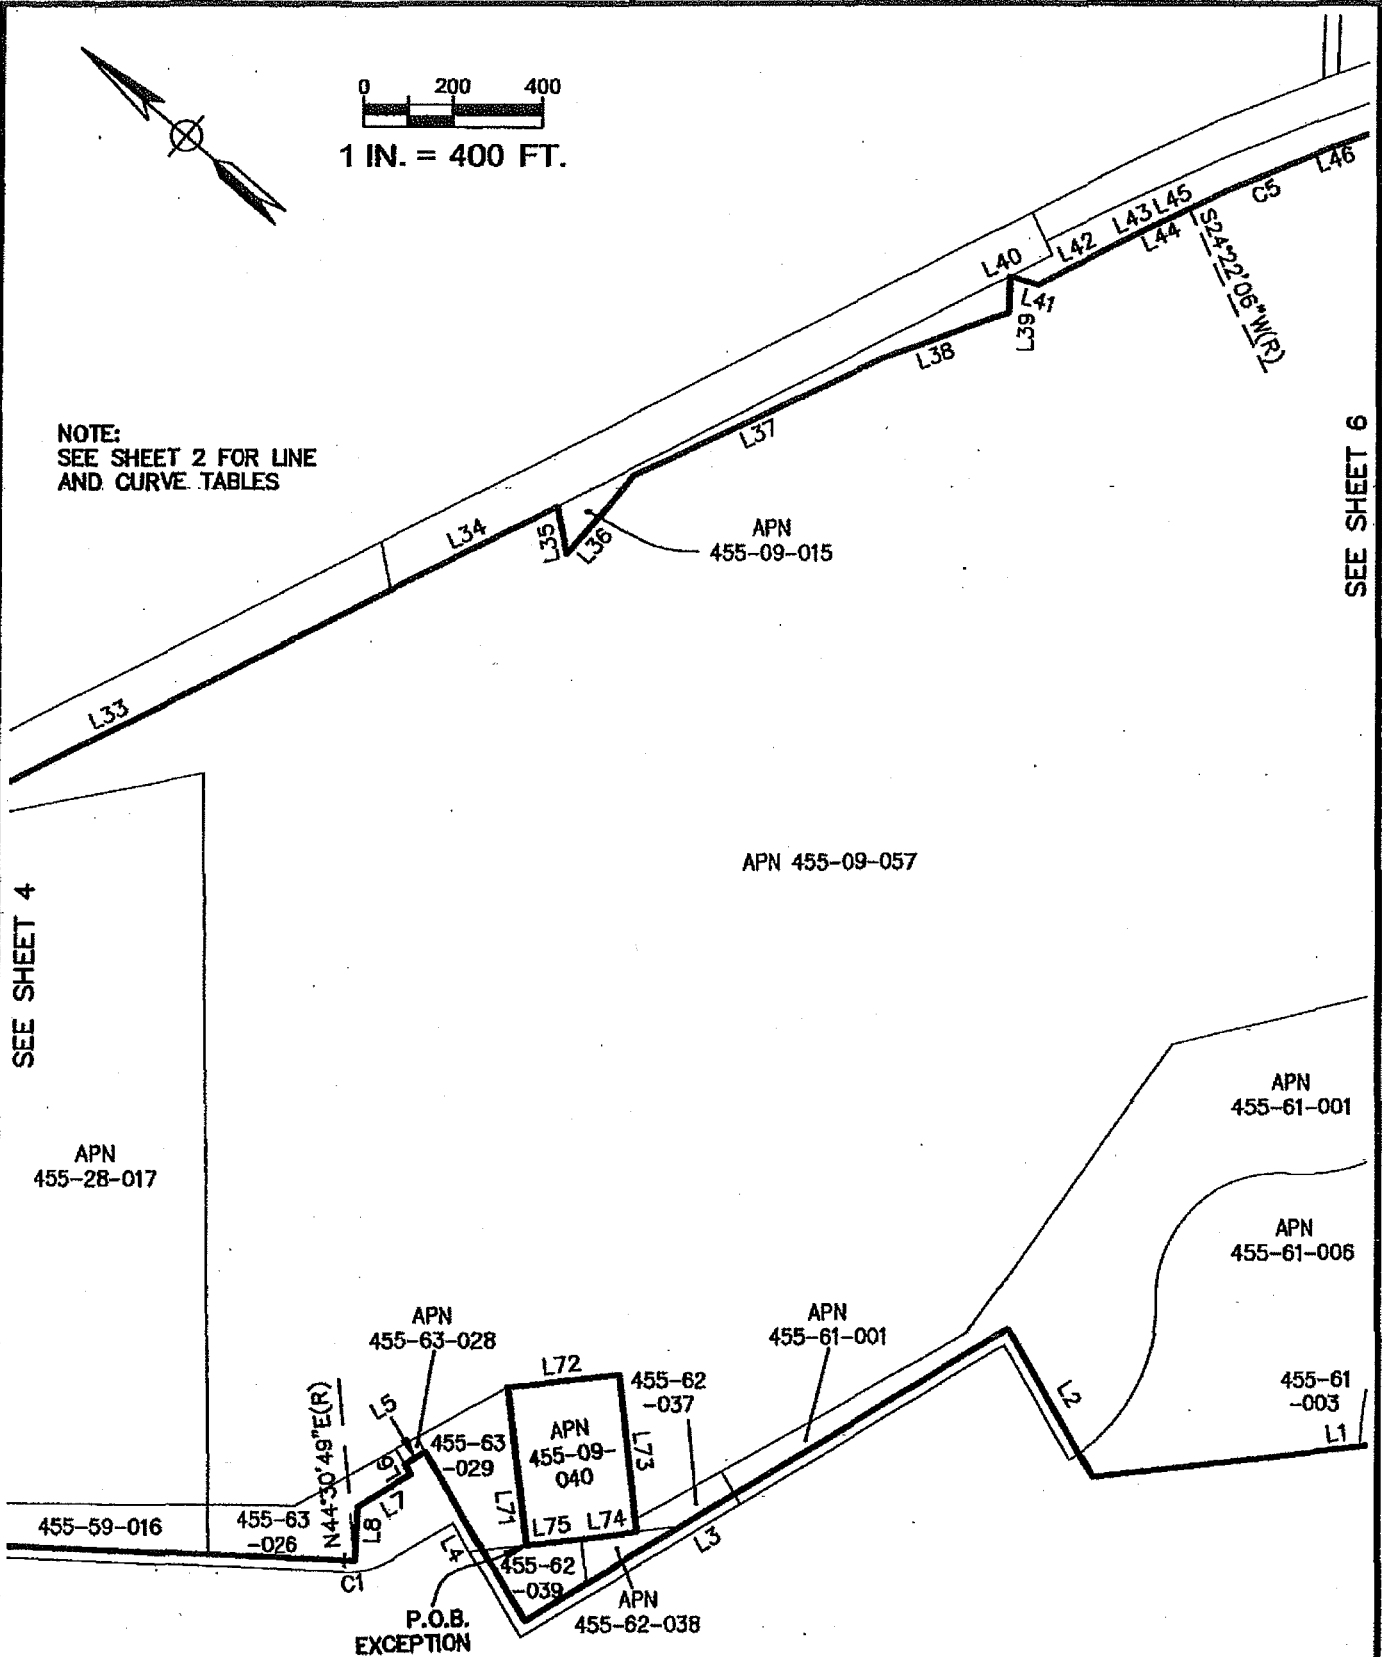 0 200 400
1 IN. = 400 FT.
L46
C5
L45
L43
L44
L42
S24°22'06"W(R)
L40
L41
L39
L38
NOTE:
SEE SHEET 2 FOR LINE
AND CURVE TABLES
L37
SEE SHEET 6
L34
L35
L36
APN
455-09-015
L33
APN 455-09-057
SEE SHEET 4
APN
455-61-001
APN
455-28-017
APN
455-61-006
APN
455-63-028
APN
455-61-001
L72
455-62
-037
L2
455-61
-003
L1
N44°30'49"E(R)
L5
455-63
-029
APN
455-09-
040
L73
L6
L7
L71
455-59-016
455-63
-026
L8
L75
L74
L3
L4
C1
455-62
-039
APN
455-62-038
P.O.B.
EXCEPTION